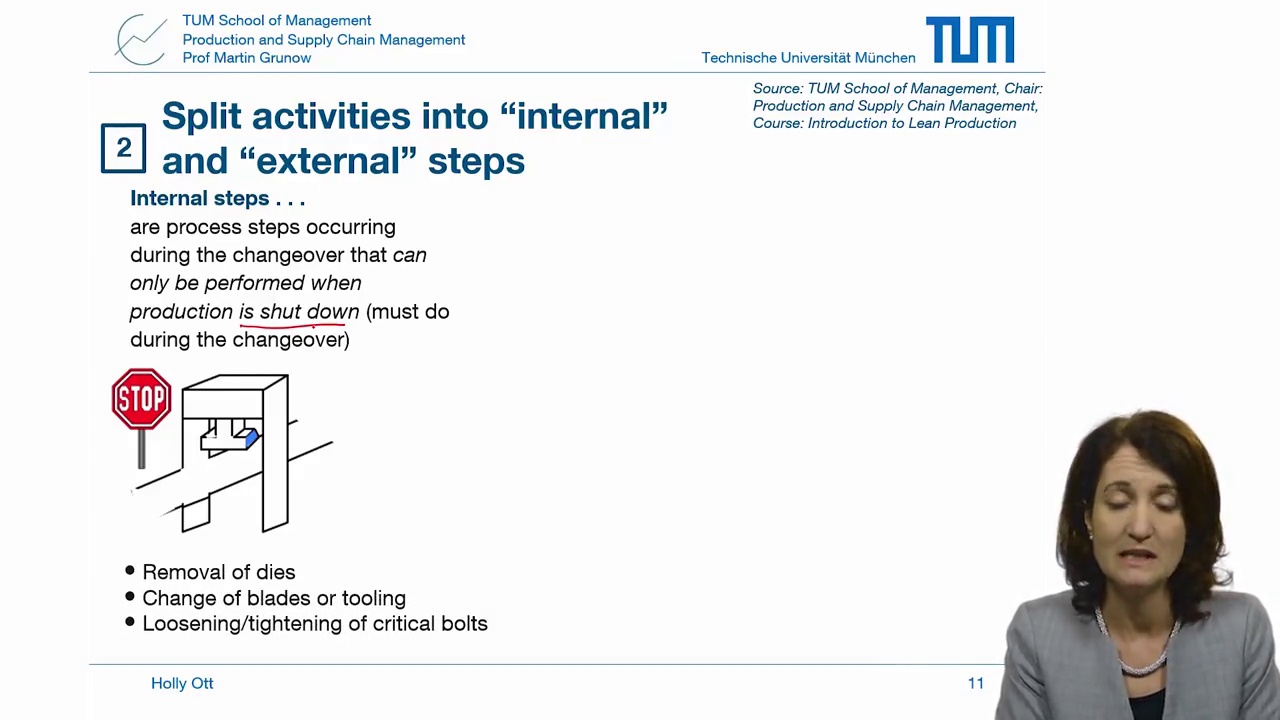 TUM School of Management
Production and Supply Chain Management
Prof Martin Grunow
Technische Universität München
TUM
Source: TUM School of Management, Chair:
Production and Supply Chain Management,
Course: Introduction to Lean Production
2
Split activities into “internal”
and “external” steps
Internal steps . . .
are process steps occurring
during the changeover that can
only be performed when
production is shut down (must do
during the changeover)
STOP
• Removal of dies
• Change of blades or tooling
• Loosening/tightening of critical bolts
Holly Ott
11